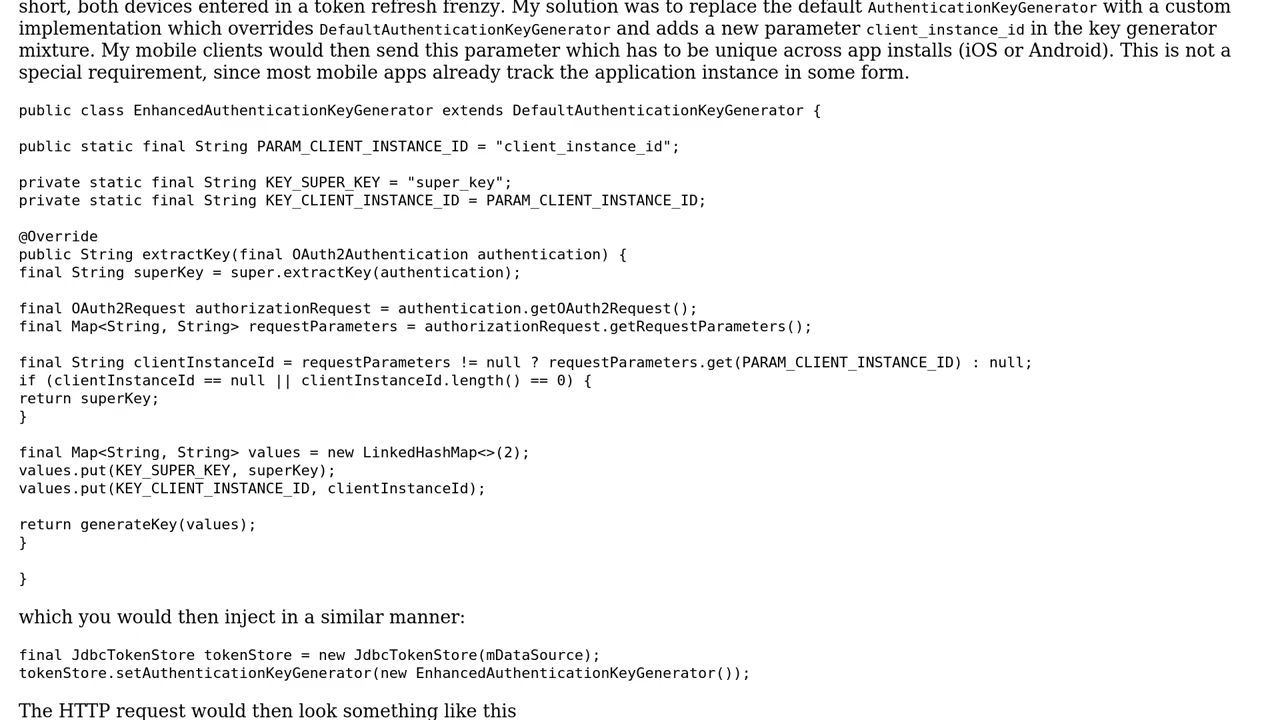 short, both devices entered in a token refresh frenzy. My solution was to replace the default AuthenticationKeyGenerator with a custom
implementation which overrides DefaultAuthenticationKeyGenerator and adds a new parameter client_instance_id in the key generator
mixture. My mobile clients would then send this parameter which has to be unique across app installs (iOS or Android). This is not a
special requirement, since most mobile apps already track the application instance in some form.
public class EnhancedAuthenticationKeyGenerator extends DefaultAuthenticationKeyGenerator {
public static final String PARAM_CLIENT_INSTANCE_ID = "client_instance_id";
private static final String KEY_SUPER_KEY = "super_key";
private static final String KEY_CLIENT_INSTANCE_ID = PARAM_CLIENT_INSTANCE_ID;
@Override
public String extractKey(final OAuth2Authentication authentication) {
final String superKey = super.extractKey(authentication);
final OAuth2Request authorizationRequest = authentication.getOAuth2Request();
final Map<String, String> requestParameters = authorizationRequest.getRequestParameters();
final String clientInstanceId = requestParameters != null ? requestParameters.get(PARAM_CLIENT_INSTANCE_ID) : null;
if (clientInstanceId == null || clientInstanceId.length() == 0) {
return superKey;
}
final Map<String, String> values = new LinkedHashMap<>(2);
values.put(KEY_SUPER_KEY, superKey);
values.put(KEY_CLIENT_INSTANCE_ID, clientInstanceId);
return generateKey(values);
}
}
which you would then inject in a similar manner:
final JdbcTokenStore tokenStore = new JdbcTokenStore(mDataSource);
tokenStore.setAuthenticationKeyGenerator(new EnhancedAuthenticationKeyGenerator());
The HTTP request would then look something like this